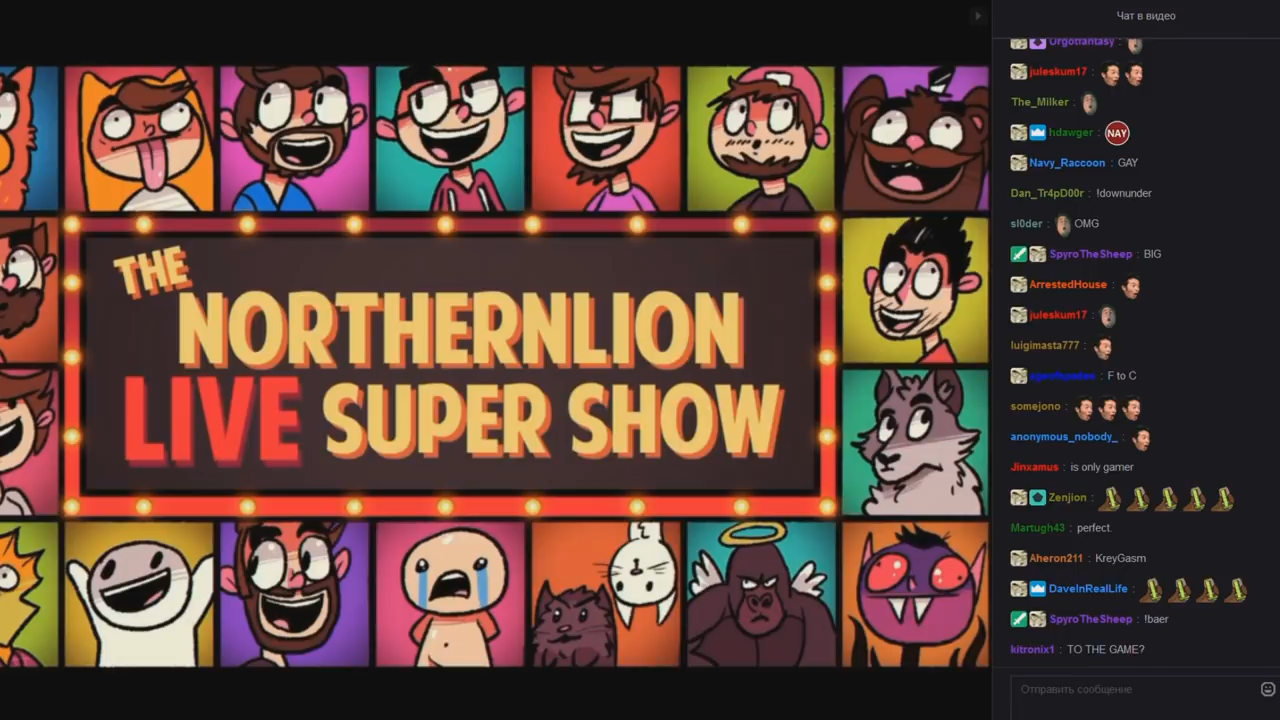 THE
NORTHERNLION
LIVE SUPER SHOW
Чат в видео
Urgotfantasy :
juleskum17 :
The_Milker :
hdawger : NAY
Navy_Raccoon : GAY
Dan_Tr4pD00r : !downunder
sl0der : OMG
SpyroTheSheep : BIG
ArrestedHouse :
juleskum17 :
luigimasta777 :
: F to C
somejono :
anonymous_nobody_ :
Jinxamus : is only gamer
Zenjion :
Martugh43 : perfect.
Aheron211 : KreyGasm
DaveInRealLife :
SpyroTheSheep : !baer
kitronix1 : TO THE GAME?
Отправить сообщение